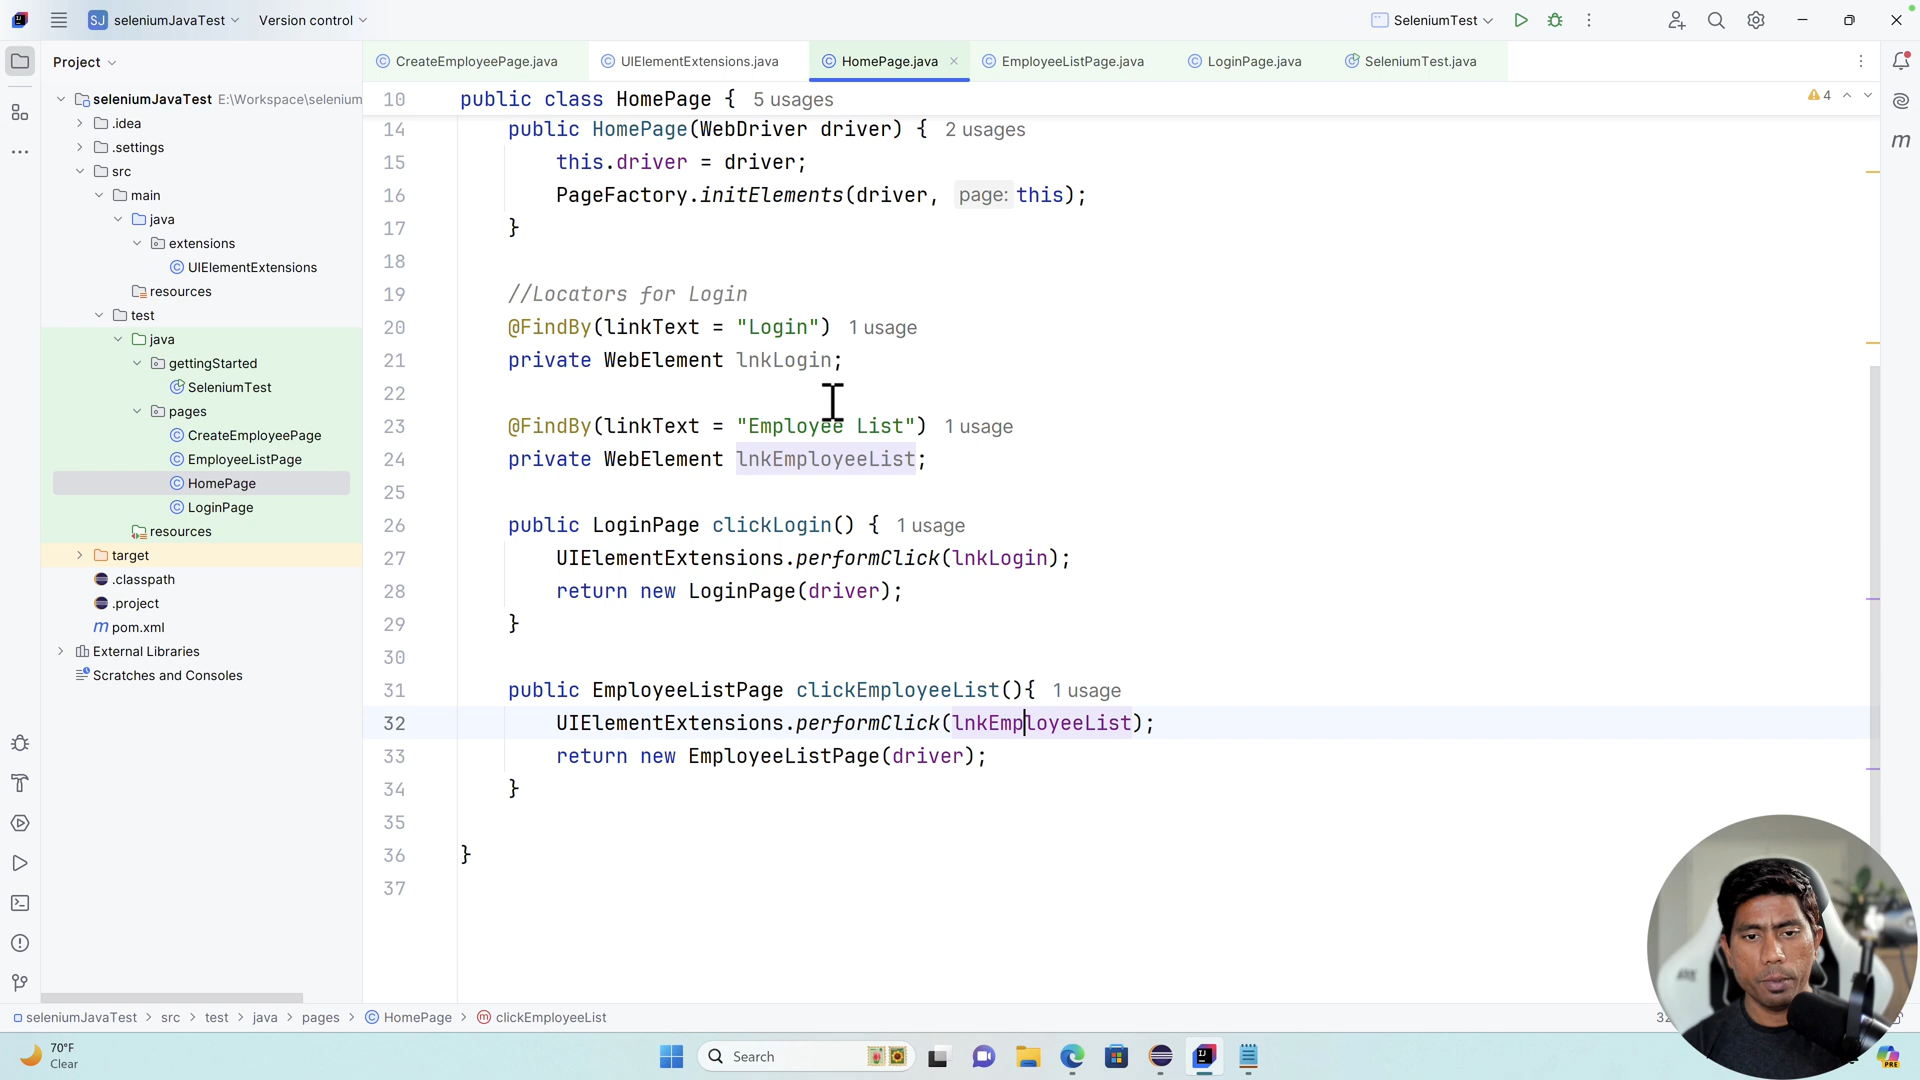 SJ seleniumJavaTest Version control SeleniumTest
Project
CreateEmployeePage.java UIElementExtensions.java HomePage.java EmployeeListPage.java LoginPage.java SeleniumTest.java
seleniumJavaTest E:\Workspace\selenium
.idea
.settings
src
main
java
extensions
UIElementExtensions
resources
test
java
gettingStarted
SeleniumTest
pages
CreateEmployeePage
EmployeeListPage
HomePage
LoginPage
resources
target
.classpath
.project
m pom.xml
External Libraries
Scratches and Consoles
4
10 public class HomePage { 5 usages
14 public HomePage(WebDriver driver) { 2 usages
15 this.driver = driver;
16 PageFactory.initElements(driver, page: this);
17 }
18
19 //Locators for Login
20 @FindBy(linkText = "Login") 1 usage
21 private WebElement lnkLogin;
22
23 @FindBy(linkText = "Employee List") 1 usage
24 private WebElement lnkEmployeeList;
25
26 public LoginPage clickLogin() { 1 usage
27 UIElementExtensions.performClick(lnkLogin);
28 return new LoginPage(driver);
29 }
30
31 public EmployeeListPage clickEmployeeList(){ 1 usage
32 UIElementExtensions.performClick(lnkEmployeeList);
33 return new EmployeeListPage(driver);
34 }
35
36 }
37
seleniumJavaTest > src > test > java > pages > HomePage > clickEmployeeList
70°F
Clear
Search
PRE